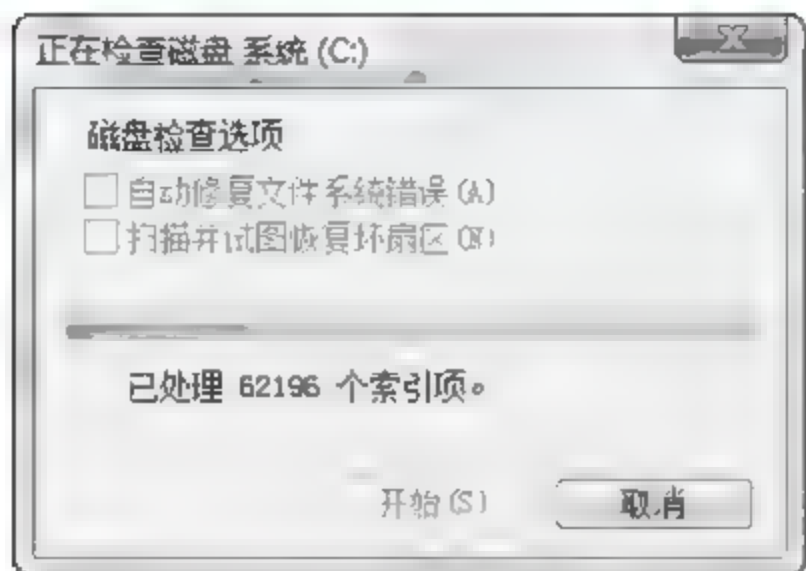 正在检查磁盘 系统 (C:)
磁盘检查选项
自动修复文件系统错误(A)
扫描并试图恢复坏扇区(N)
已处理 62196 个索引项。
开始(S)
取消